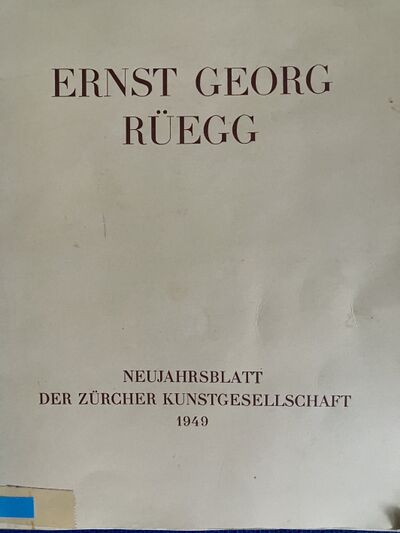 ERNST GEORG
RÜEGG
NEUJAHRSBLATT
DER ZÜRCHER KUNSTGESELLSCHAFT
1949